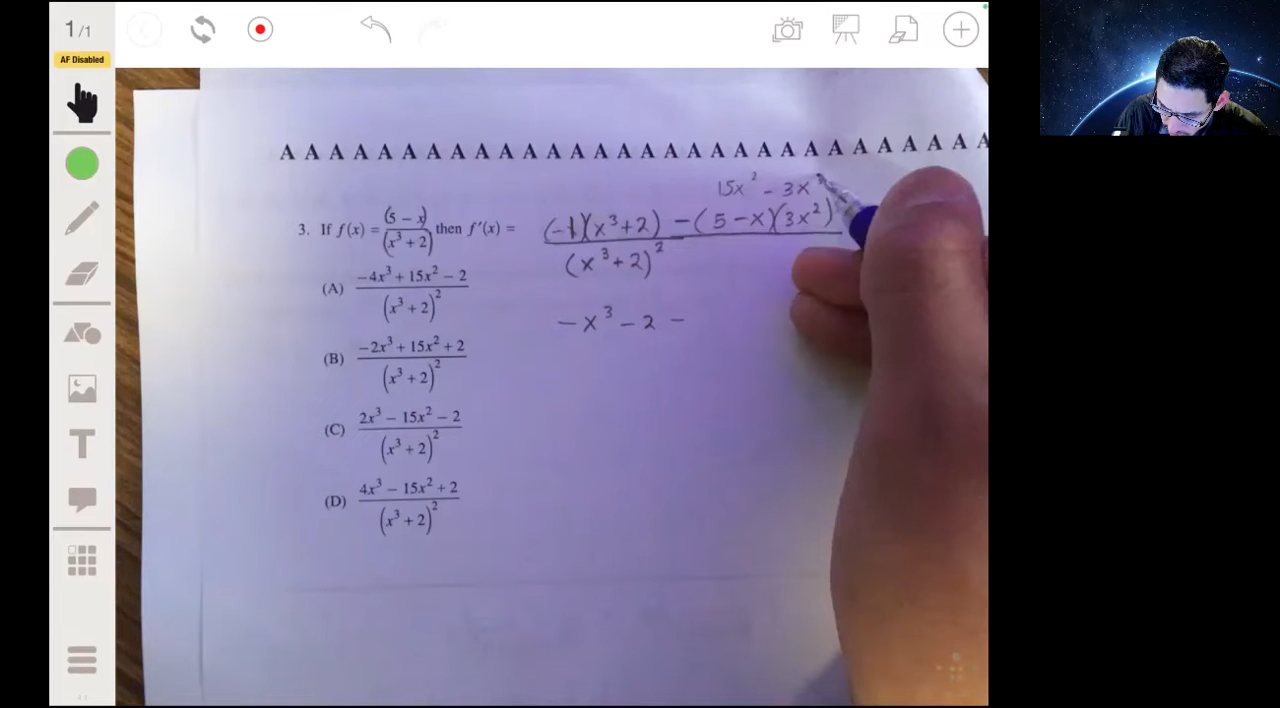 1/1
AF Disabled
A A A A A A A A A A A A A A A A A A A A A A A A A A A A A A
15x² - 3x
3. If f(x) = (5 - x)/(x³ + 2) then f'(x) = (-1)(x³+2) - (5-x)(3x²) / (x³+2)²
(A) -4x³ + 15x² - 2 / (x³ + 2)²
-x³ - 2 -
(B) -2x³ + 15x² + 2 / (x³ + 2)²
(C) 2x³ - 15x² - 2 / (x³ + 2)²
(D) 4x³ - 15x² + 2 / (x³ + 2)²
T